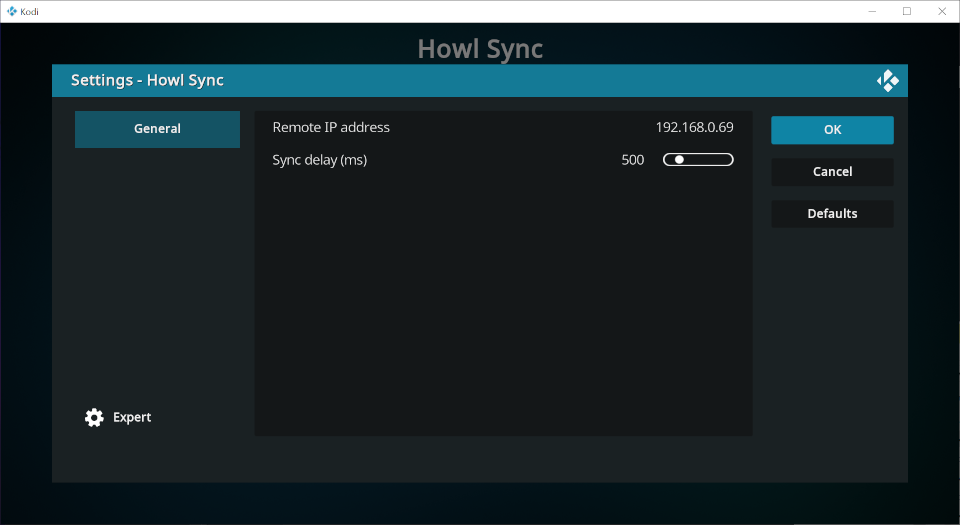 Kodi
Howl Sync
Settings - Howl Sync
General
Remote IP address 192.168.0.69
Sync delay (ms) 500
OK
Cancel
Defaults
Expert